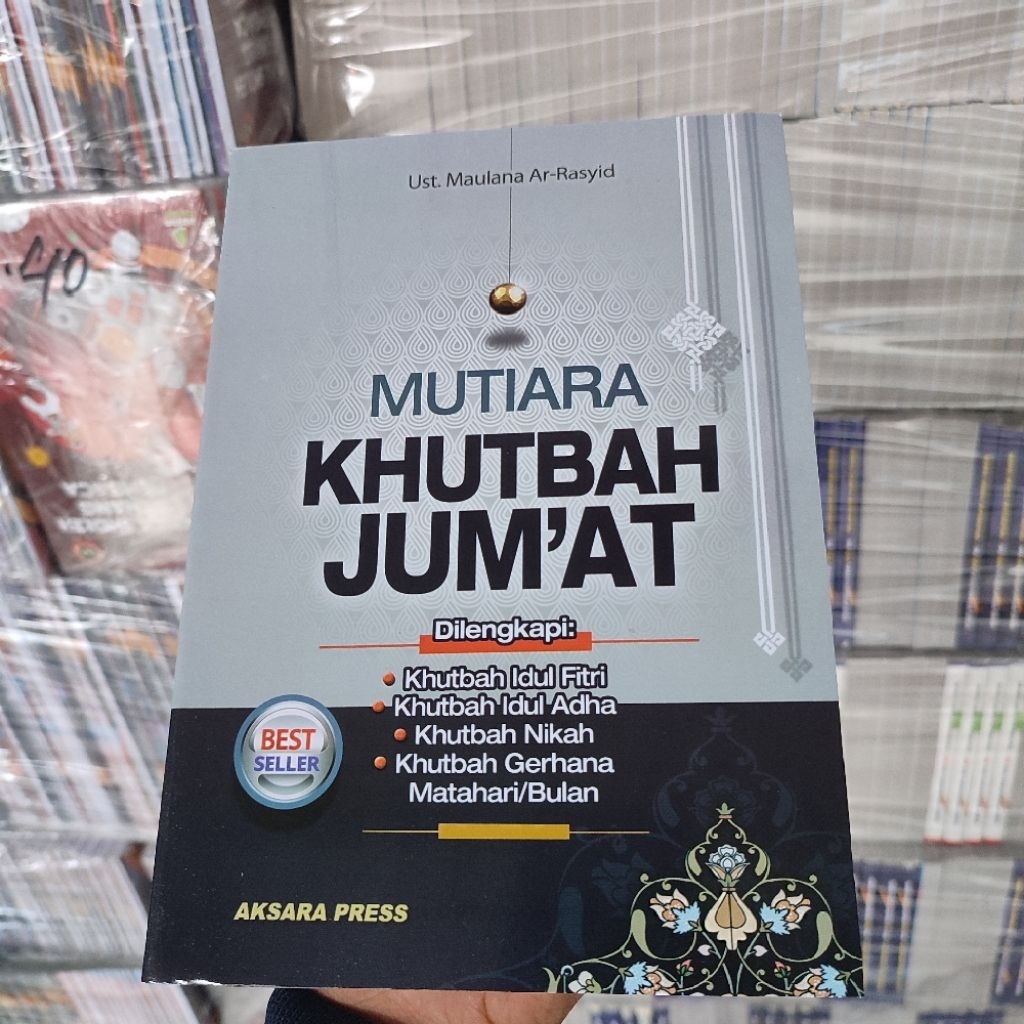 Ust. Maulana Ar-Rasyid
MUTIARA
KHUTBAH
JUM'AT
Dilengkapi:
• Khutbah Idul Fitri
• Khutbah Idul Adha
• Khutbah Nikah
• Khutbah Gerhana
Matahari/Bulan
BEST
SELLER
AKSARA PRESS
40